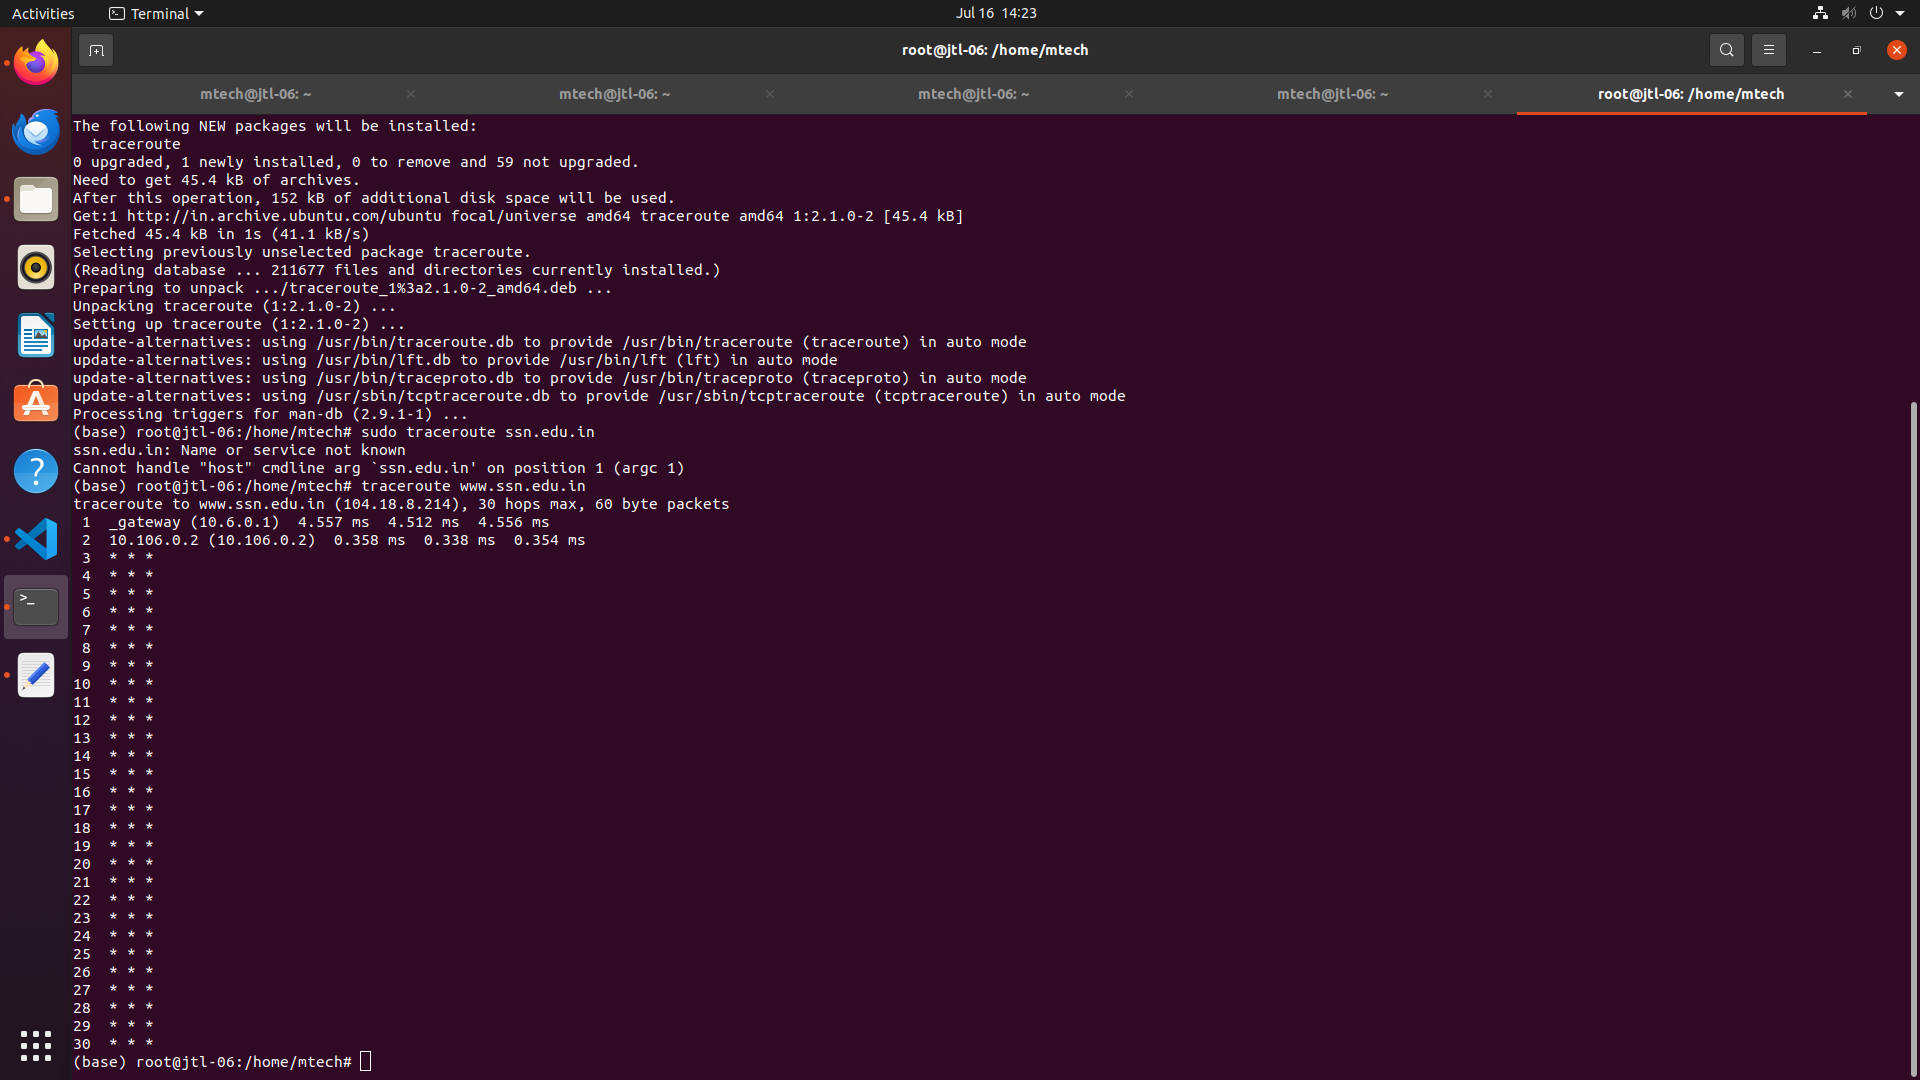 Activities
Terminal
Jul 16 14:23
root@jtl-06: /home/mtech
mtech@jtl-06: ~
mtech@jtl-06: ~
mtech@jtl-06: ~
mtech@jtl-06: ~
root@jtl-06: /home/mtech
The following NEW packages will be installed:
  traceroute
0 upgraded, 1 newly installed, 0 to remove and 59 not upgraded.
Need to get 45.4 kB of archives.
After this operation, 152 kB of additional disk space will be used.
Get:1 http://in.archive.ubuntu.com/ubuntu focal/universe amd64 traceroute amd64 1:2.1.0-2 [45.4 kB]
Fetched 45.4 kB in 1s (41.1 kB/s)
Selecting previously unselected package traceroute.
(Reading database ... 211677 files and directories currently installed.)
Preparing to unpack .../traceroute_1%3a2.1.0-2_amd64.deb ...
Unpacking traceroute (1:2.1.0-2) ...
Setting up traceroute (1:2.1.0-2) ...
update-alternatives: using /usr/bin/traceroute.db to provide /usr/bin/traceroute (traceroute) in auto mode
update-alternatives: using /usr/bin/lft.db to provide /usr/bin/lft (lft) in auto mode
update-alternatives: using /usr/bin/traceproto.db to provide /usr/bin/traceproto (traceproto) in auto mode
update-alternatives: using /usr/sbin/tcptraceroute.db to provide /usr/sbin/tcptraceroute (tcptraceroute) in auto mode
Processing triggers for man-db (2.9.1-1) ...
(base) root@jtl-06:/home/mtech# sudo traceroute ssn.edu.in
ssn.edu.in: Name or service not known
Cannot handle "host" cmdline arg `ssn.edu.in' on position 1 (argc 1)
(base) root@jtl-06:/home/mtech# traceroute www.ssn.edu.in
traceroute to www.ssn.edu.in (104.18.8.214), 30 hops max, 60 byte packets
 1  _gateway (10.6.0.1)  4.557 ms  4.512 ms  4.556 ms
 2  10.106.0.2 (10.106.0.2)  0.358 ms  0.338 ms  0.354 ms
 3  * * *
 4  * * *
 5  * * *
 6  * * *
 7  * * *
 8  * * *
 9  * * *
10  * * *
11  * * *
12  * * *
13  * * *
14  * * *
15  * * *
16  * * *
17  * * *
18  * * *
19  * * *
20  * * *
21  * * *
22  * * *
23  * * *
24  * * *
25  * * *
26  * * *
27  * * *
28  * * *
29  * * *
30  * * *
(base) root@jtl-06:/home/mtech#